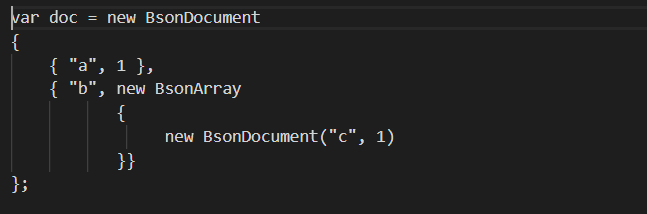 var doc = new BsonDocument
{
    { "a", 1 },
    { "b", new BsonArray
           {
                new BsonDocument("c", 1)
           }}
};